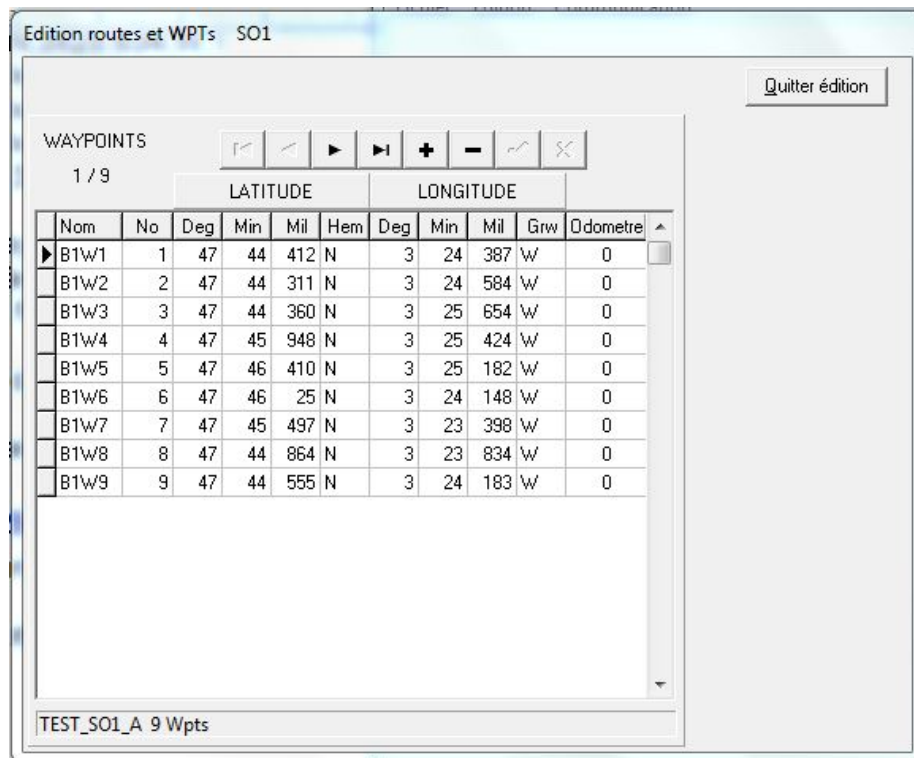 Edition routes et WPTs SO1
Quitter édition
WAYPOINTS
1 / 9
LATITUDE LONGITUDE
Nom No Deg Min Mil Hem Deg Min Mil Grw Odometre
B1W1 1 47 44 412 N 3 24 387 W 0
B1W2 2 47 44 311 N 3 24 584 W 0
B1W3 3 47 44 360 N 3 25 654 W 0
B1W4 4 47 45 948 N 3 25 424 W 0
B1W5 5 47 46 410 N 3 25 182 W 0
B1W6 6 47 46 25 N 3 24 148 W 0
B1W7 7 47 45 497 N 3 23 398 W 0
B1W8 8 47 44 864 N 3 23 834 W 0
B1W9 9 47 44 555 N 3 24 183 W 0
TEST_SO1_A 9 Wpts